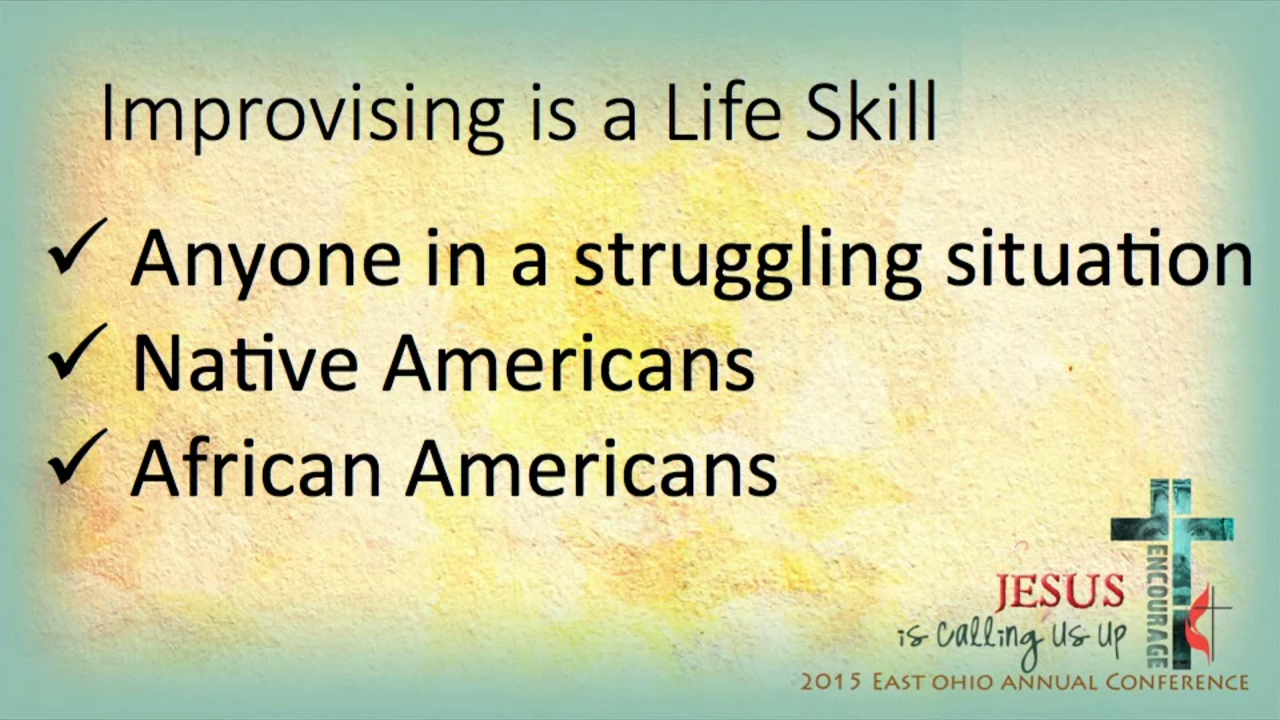 Improvising is a Life Skill
✓ Anyone in a struggling situation
✓ Native Americans
✓ African Americans
JESUS
is calling us up
ENCOURAGE
2015 EAST OHIO ANNUAL CONFERENCE